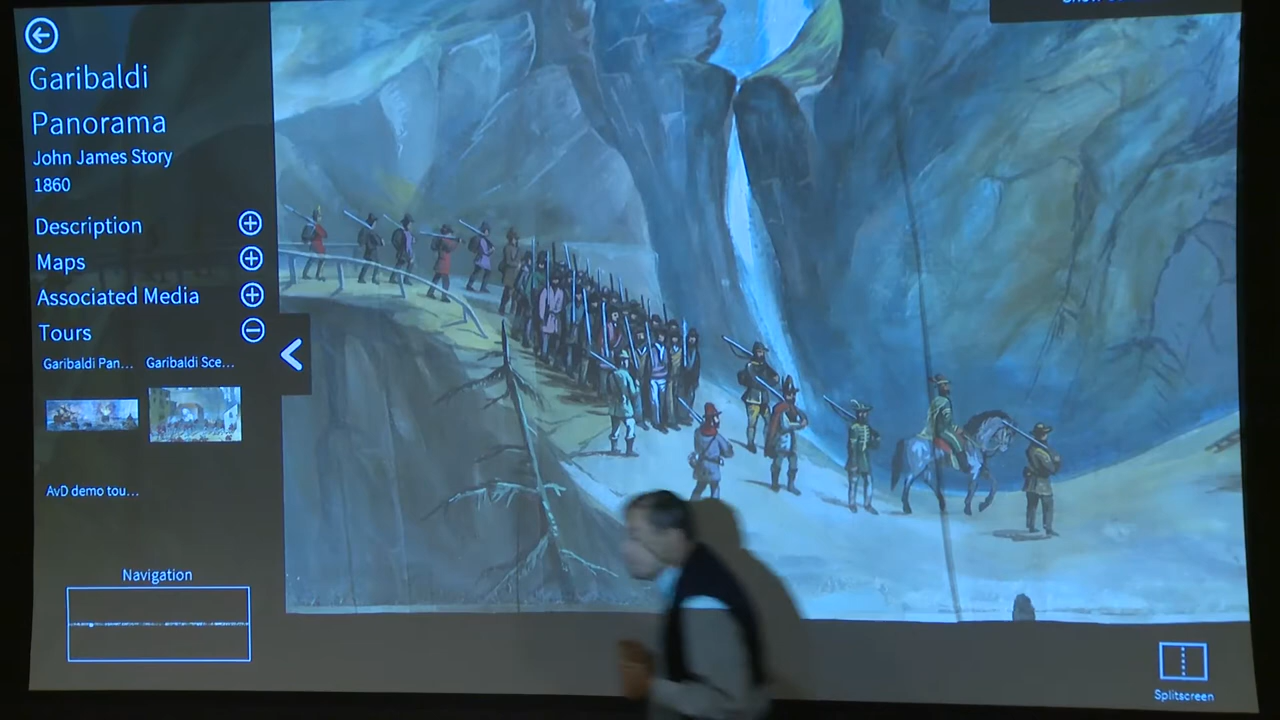 Garibaldi
Panorama
John James Story
1860
Description
Maps
Associated Media
Tours
Garibaldi Pan...
Garibaldi Sce...
AvD demo tou...
Navigation
Splitscreen